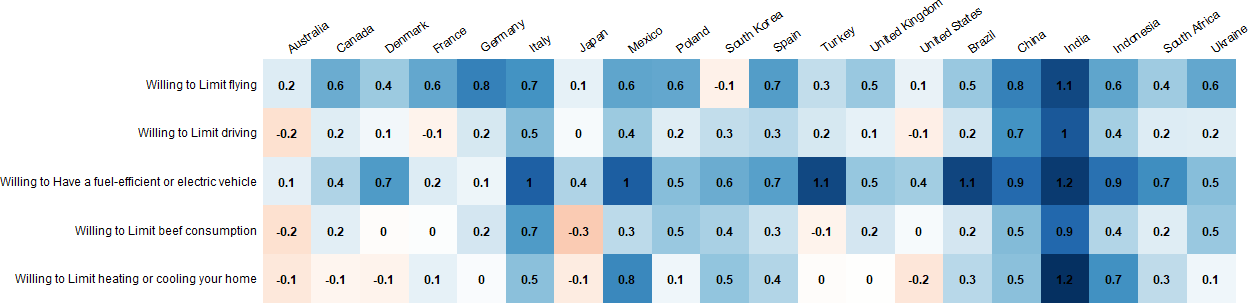 Australia Canada Denmark France Germany Italy Japan Mexico Poland South Korea Spain Turkey United Kingdom United States Brazil China India Indonesia South Africa Ukraine
Willing to Limit flying 0.2 0.6 0.4 0.6 0.8 0.7 0.1 0.6 0.6 -0.1 0.7 0.3 0.5 0.1 0.5 0.8 1.1 0.6 0.4 0.6
Willing to Limit driving -0.2 0.2 0.1 -0.1 0.2 0.5 0 0.4 0.2 0.3 0.3 0.2 0.1 -0.1 0.2 0.7 1 0.4 0.2 0.2
Willing to Have a fuel-efficient or electric vehicle 0.1 0.4 0.7 0.2 0.1 1 0.4 1 0.5 0.6 0.7 1.1 0.5 0.4 1.1 0.9 1.2 0.9 0.7 0.5
Willing to Limit beef consumption -0.2 0.2 0 0 0.2 0.7 -0.3 0.3 0.5 0.4 0.3 -0.1 0.2 0 0.2 0.5 0.9 0.4 0.2 0.5
Willing to Limit heating or cooling your home -0.1 -0.1 -0.1 0.1 0 0.5 -0.1 0.8 0.1 0.5 0.4 0 0 -0.2 0.3 0.5 1.2 0.7 0.3 0.1